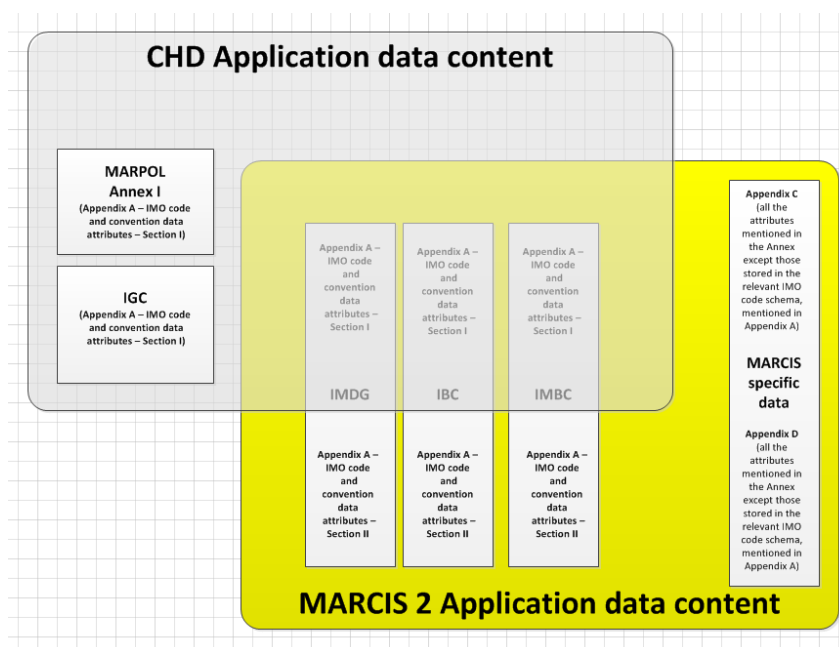 CHD Application data content
MARPOL
Annex I
(Appendix A – IMO code
and convention data
attributes – Section I)
IGC
(Appendix A – IMO code
and convention data
attributes – Section I)
Appendix A –
IMO code
and
convention
data
attributes –
Section I
IMDG
Appendix A –
IMO code
and
convention
data
attributes –
Section II
Appendix A –
IMO code
and
convention
data
attributes –
Section I
IBC
Appendix A –
IMO code
and
convention
data
attributes –
Section II
Appendix A –
IMO code
and
convention
data
attributes –
Section I
IMBC
Appendix A –
IMO code
and
convention
data
attributes –
Section II
Appendix C
(all the
attributes
mentioned in
the Annex
except those
stored in the
relevant IMO
code schema,
mentioned in
Appendix A)
MARCIS
specific
data
Appendix D
(all the
attributes
mentioned in
the Annex
except those
stored in the
relevant IMO
code schema,
mentioned in
Appendix A)
MARCIS 2 Application data content